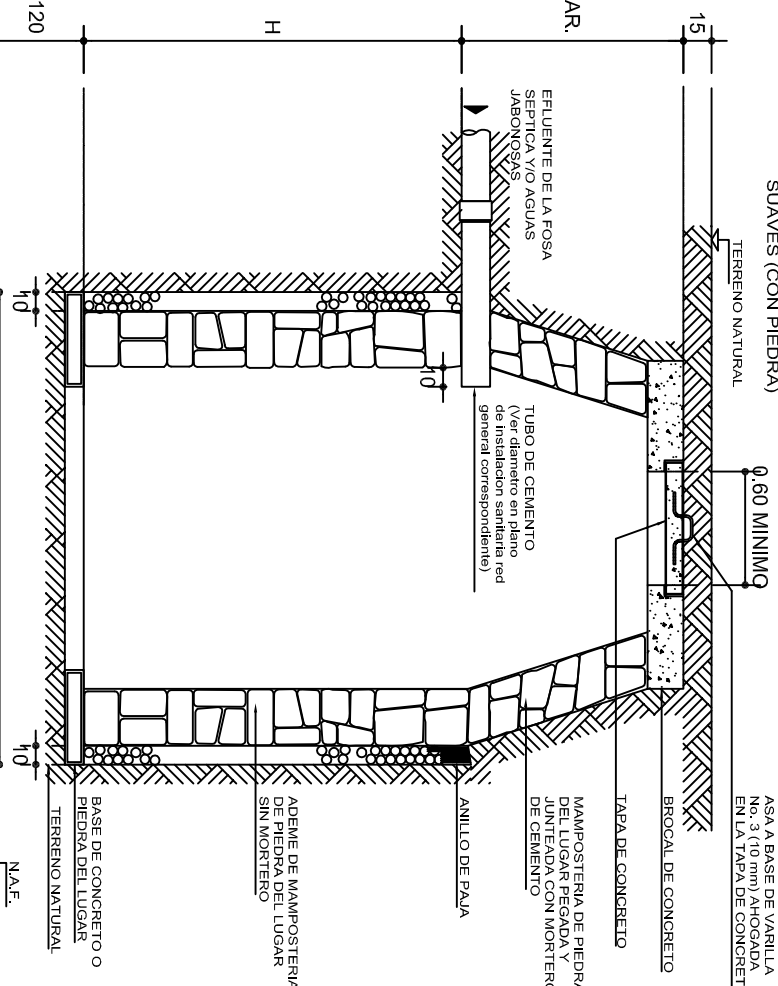 SUAVES (CON PIEDRA)
15
AR.
H
120
TERRENO NATURAL
0.60 MINIMO
EFLUENTE DE LA FOSA
SEPTICA Y/O AGUAS
JABONOSAS
TUBO DE CEMENTO
(Ver diametro en plano
de instalacion sanitaria red
general correspondiente)
10
10
10
ASA A BASE DE VARILLA
No. 3 (10 mm) AHOGADA
EN LA TAPA DE CONCRET
BROCAL DE CONCRETO
TAPA DE CONCRETO
MAMPOSTERIA DE PIEDRA
DEL LUGAR PEGADA Y
JUNTEADA CON MORTERO
DE CEMENTO
ANILLO DE PAJA
ADEME DE MAMPOSTERIA
DE PIEDRA DEL LUGAR
SIN MORTERO
BASE DE CONCRETO O
PIEDRA DEL LUGAR
TERRENO NATURAL
N.A.F.